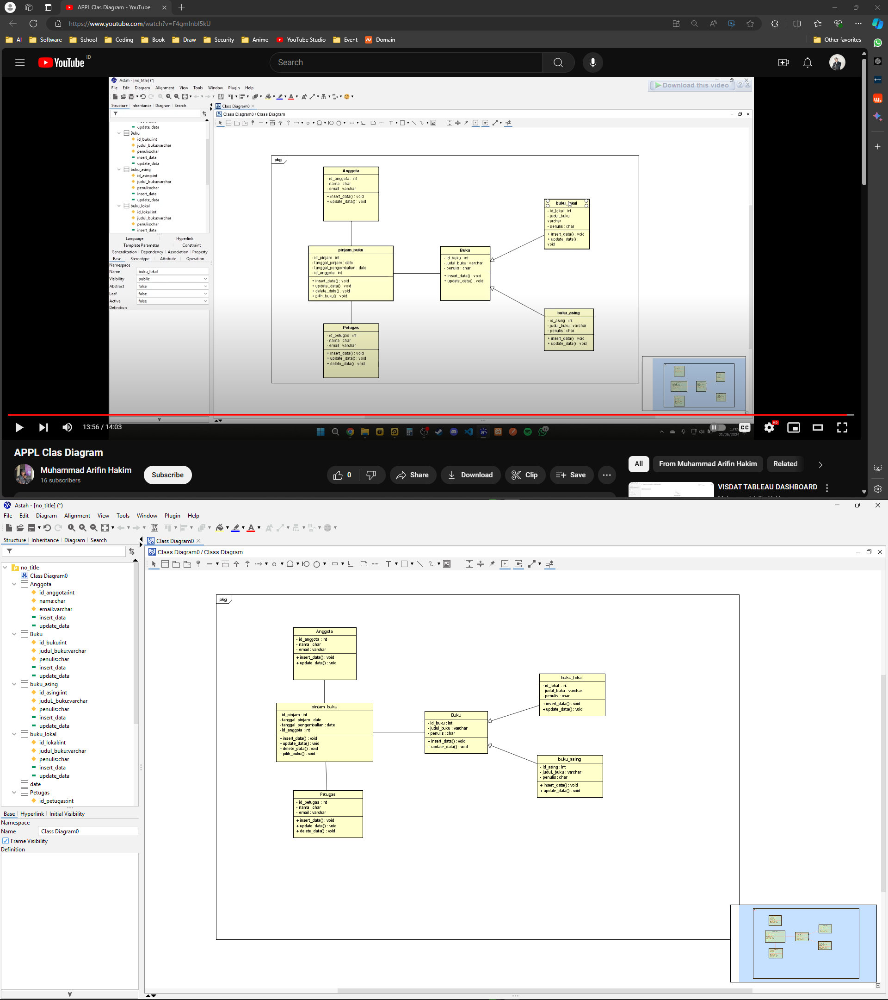 APPL Clas Diagram - YouTube
https://www.youtube.com/watch?v=F4gmInbI5kU
AI Software School Coding Book Draw Security Anime YouTube Studio Event Domain Other favorites
YouTube ID
Search
Astah - [no_title] (*)
File Edit Diagram Alignment View Tools Window Plugin Help
Download this video
Structure Inheritance Diagram Search
Class Diagram0
Class Diagram0 / Class Diagram
update_data
Buku
id_buku:int
judul_buku:varchar
penulis:char
insert_data
update_data
buku_asing
id_asing:int
judul_buku:varchar
penulis:char
insert_data
update_data
buku_lokal
id_lokal:int
judul_buku:varchar
penulis:char
insert_data
Language Hyperlink
Template Parameter Constraint
Generalization Dependency Association Property
Base Stereotype Attribute Operation
Namespace
Name buku_lokal
Visibility public
Abstract false
Leaf false
Active false
Definition
pkg
Anggota
- id_anggota : int
- nama : char
- email : varchar
+ insert_data() : void
+ update_data() : void
pinjam_buku
- id_pinjam : int
- tanggal_pinjam : date
- tanggal_pengembalian : date
- id_anggota : int
+ insert_data() : void
+ update_data() : void
+ delete_data() : void
+ pilih_buku() : void
Petugas
- id_petugas : int
- nama : char
- email : varchar
+ insert_data() : void
+ update_data() : void
+ delete_data() : void
Buku
- id_buku : int
- judul_buku : varchar
- penulis : char
+ insert_data() : void
+ update_data() : void
- id_lokal : int
- judul_buku :
varchar
- penulis : char
+ insert_data() : void
+ update_data() :
void
buku_asing
- id_asing : int
- judul_buku : varchar
- penulis : char
+ insert_data() : void
+ update_data() : void
13:56 / 14:03
CC
HD
01/06/2024
APPL Clas Diagram
Muhammad Arifin Hakim
16 subscribers
Subscribe
0
Share
Download
Clip
Save
All
From Muhammad Arifin Hakim
Related
VISDAT TABLEAU DASHBOARD
Astah - [no_title] (*)
File Edit Diagram Alignment View Tools Window Plugin Help
Structure Inheritance Diagram Search
Class Diagram0
Class Diagram0 / Class Diagram
no_title
Class Diagram0
Anggota
id_anggota:int
nama:char
email:varchar
insert_data
update_data
Buku
id_buku:int
judul_buku:varchar
penulis:char
insert_data
update_data
buku_asing
id_asing:int
juduL_buku:varchar
penulis:char
insert_data
update_data
buku_lokal
id_lokal:int
judul_buku:varchar
penulis:char
insert_data
update_data
date
Petugas
id_petugas:int
Base Hyperlink Initial Visibility
Namespace
Name Class Diagram0
Frame Visibility
Definition
pkg
Anggota
- id_anggota : int
- nama : char
- email : varchar
+ insert_data() : void
+ update_data() : void
pinjam_buku
- id_pinjam : int
- tanggal_pinjam : date
- tanggal_pengembalian : date
- id_anggota : int
+ insert_data() : void
+ update_data() : void
+ delete_data() : void
+ pilih_buku() : void
Petugas
- id_petugas : int
- nama : char
- email : varchar
+ insert_data() : void
+ update_data() : void
+ delete_data() : void
Buku
- id_buku : int
- judul_buku : varchar
- penulis : char
+ insert_data() : void
+ update_data() : void
buku_lokal
- id_lokal : int
- judul_buku : varchar
- penulis : char
+ insert_data() : void
+ update_data() : void
buku_asing
- id_asing : int
- juduL_buku : varchar
- penulis : char
+ insert_data() : void
+ update_data() : void